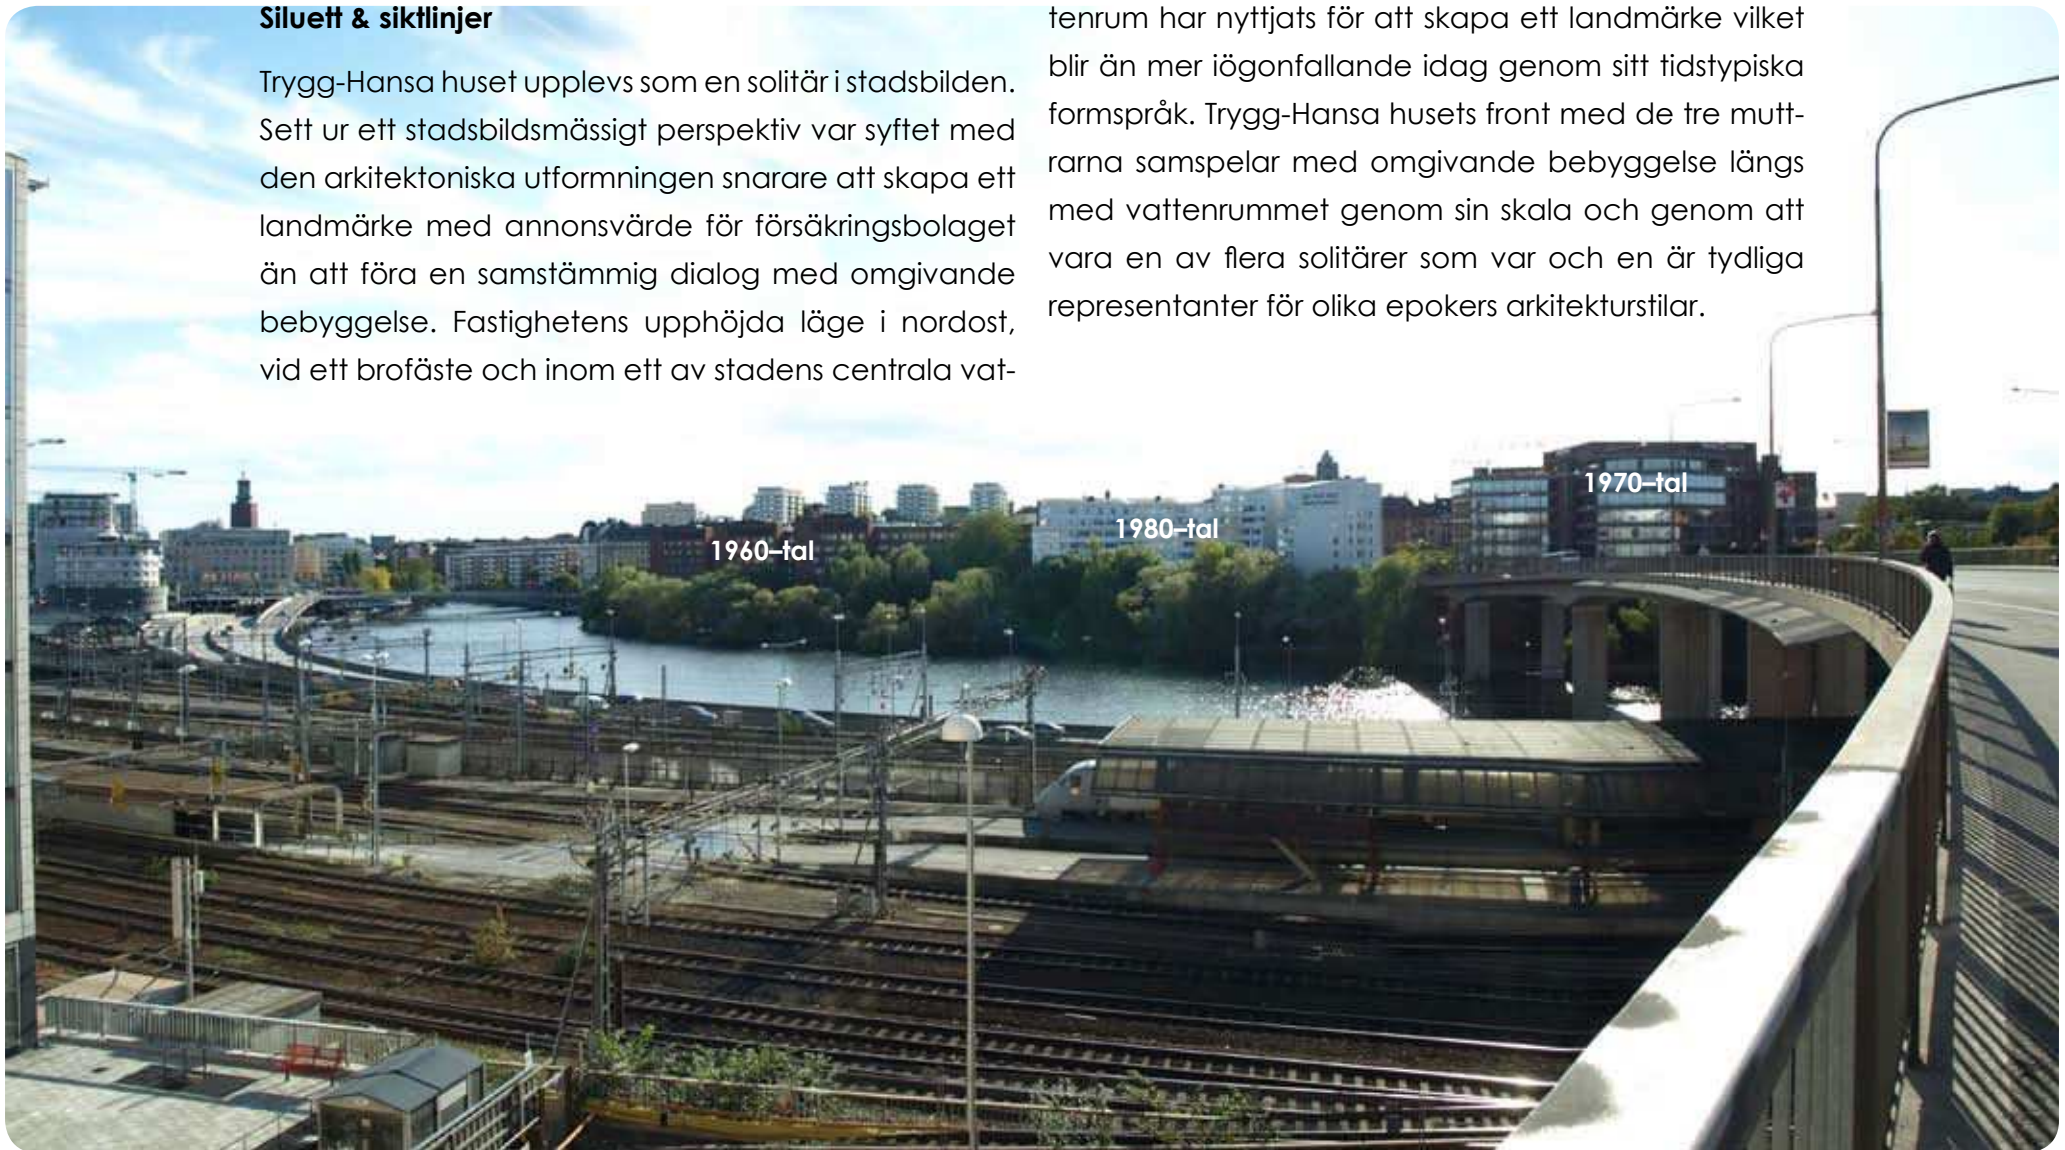 Siluett & siktlinjer
Trygg-Hansa huset upplevs som en solitär i stadsbilden.
Sett ur ett stadsbildsmässigt perspektiv var syftet med
den arkitektoniska utformningen snarare att skapa ett
landmärke med annonsvärde för försäkringsbolaget
än att föra en samstämmig dialog med omgivande
bebyggelse. Fastighetens upphöjda läge i nordost,
vid ett brofäste och inom ett av stadens centrala vat-
tenrum har nyttjats för att skapa ett landmärke vilket
blir än mer iögonfallande idag genom sitt tidstypiska
formspråk. Trygg-Hansa husets front med de tre mutt-
rarna samspelar med omgivande bebyggelse längs
med vattenrummet genom sin skala och genom att
vara en av flera solitärer som var och en är tydliga
representanter för olika epokers arkitekturstilar.
1960–tal
1980–tal
1970–tal